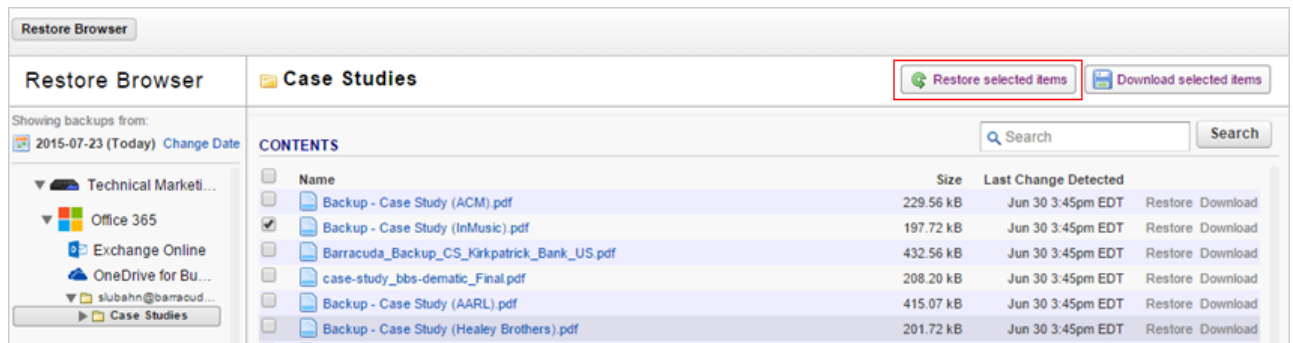 Restore Browser
Restore Browser
Case Studies
Restore selected items
Download selected items
Showing backups from:
2015-07-23 (Today) Change Date
Search
Search
CONTENTS
Technical Marketi...
Office 365
Exchange Online
OneDrive for Bu...
slubahn@barracud...
Case Studies
Name Size Last Change Detected
Backup - Case Study (ACM).pdf 229.56 kB Jun 30 3:45pm EDT Restore Download
Backup - Case Study (InMusic).pdf 197.72 kB Jun 30 3:45pm EDT Restore Download
Barracuda_Backup_CS_Kirkpatrick_Bank_US.pdf 432.56 kB Jun 30 3:45pm EDT Restore Download
case-study_bbs-dematic_Final.pdf 208.20 kB Jun 30 3:45pm EDT Restore Download
Backup - Case Study (AARL).pdf 415.07 kB Jun 30 3:45pm EDT Restore Download
Backup - Case Study (Healey Brothers).pdf 201.72 kB Jun 30 3:45pm EDT Restore Download